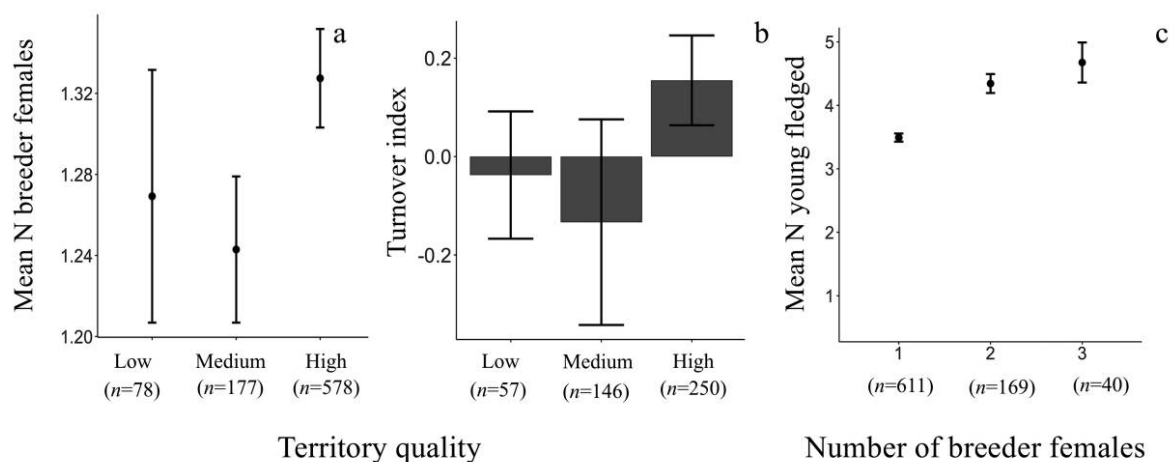 a
Mean N breeder females
1.32
1.28
1.24
1.20
Low
(n=78)
Medium
(n=177)
High
(n=578)
b
Turnover index
0.2
0.0
-0.2
Low
(n=57)
Medium
(n=146)
High
(n=250)
Territory quality
c
Mean N young fledged
5
4
3
2
1
1
2
3
(n=611)
(n=169)
(n=40)
Number of breeder females